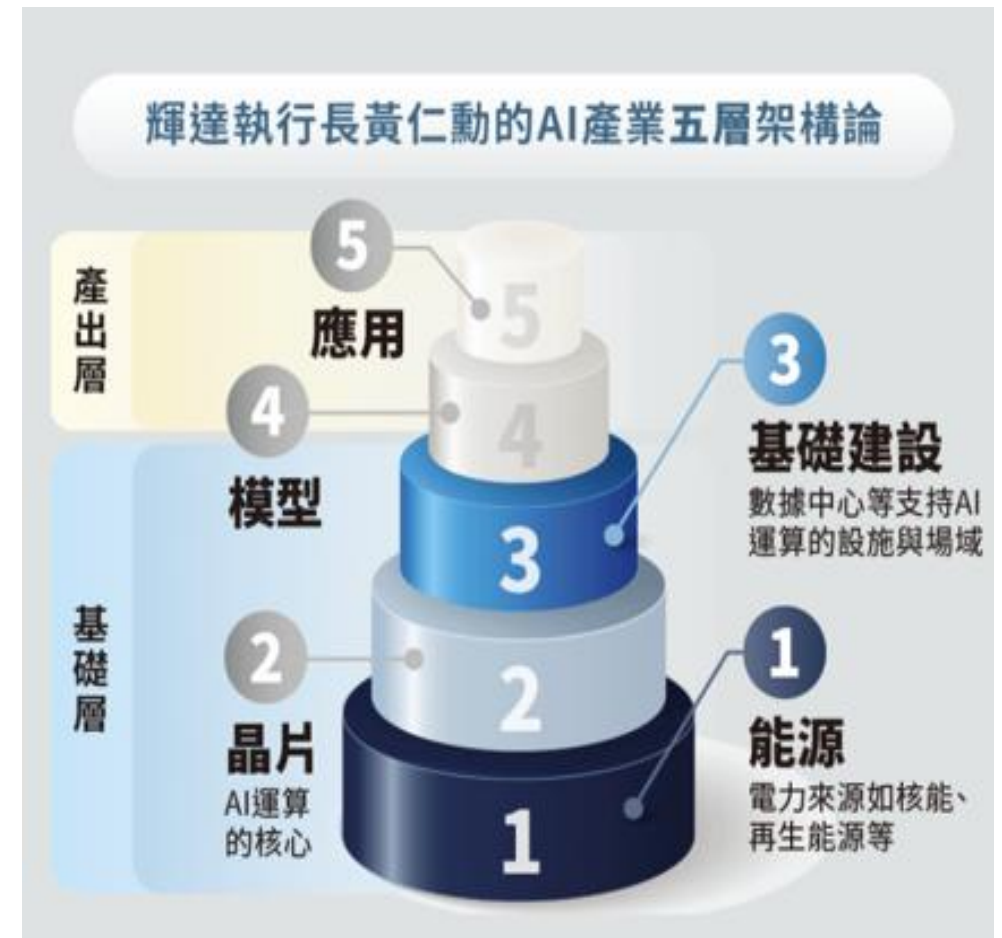 輝達執行長黃仁勳的AI產業五層架構論
產出層
5
應用
5
4
模型
4
3
基礎建設
數據中心等支持AI
運算的設施與場域
3
基礎層
2
晶片
AI運算
的核心
2
1
能源
電力來源如核能、
再生能源等
1